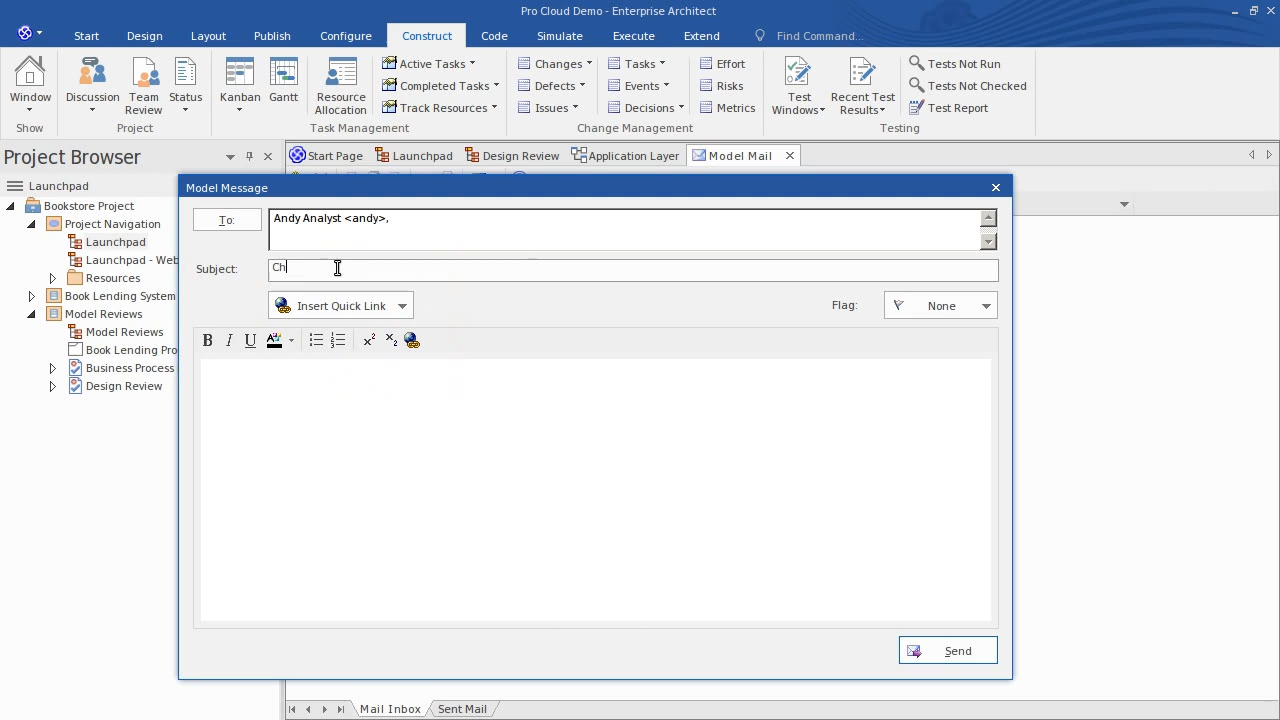 Pro Cloud Demo - Enterprise Architect
Start Design Layout Publish Configure Construct Code Simulate Execute Extend Find Command...
Window
Show
Discussion
Team Review
Status
Project
Kanban
Gantt
Resource Allocation
Active Tasks
Completed Tasks
Track Resources
Task Management
Changes
Defects
Issues
Tasks
Events
Decisions
Effort
Risks
Metrics
Change Management
Test Windows
Recent Test Results
Tests Not Run
Tests Not Checked
Test Report
Testing
Project Browser
Launchpad
Bookstore Project
Project Navigation
Launchpad
Launchpad - Web
Resources
Book Lending System
Model Reviews
Model Reviews
Book Lending Pro
Business Process
Design Review
Start Page Launchpad Design Review Application Layer Model Mail
Model Message
To: Andy Analyst <andy>,
Subject: Ch
Insert Quick Link Flag: None
B I U A x² x₂
Send
Mail Inbox Sent Mail